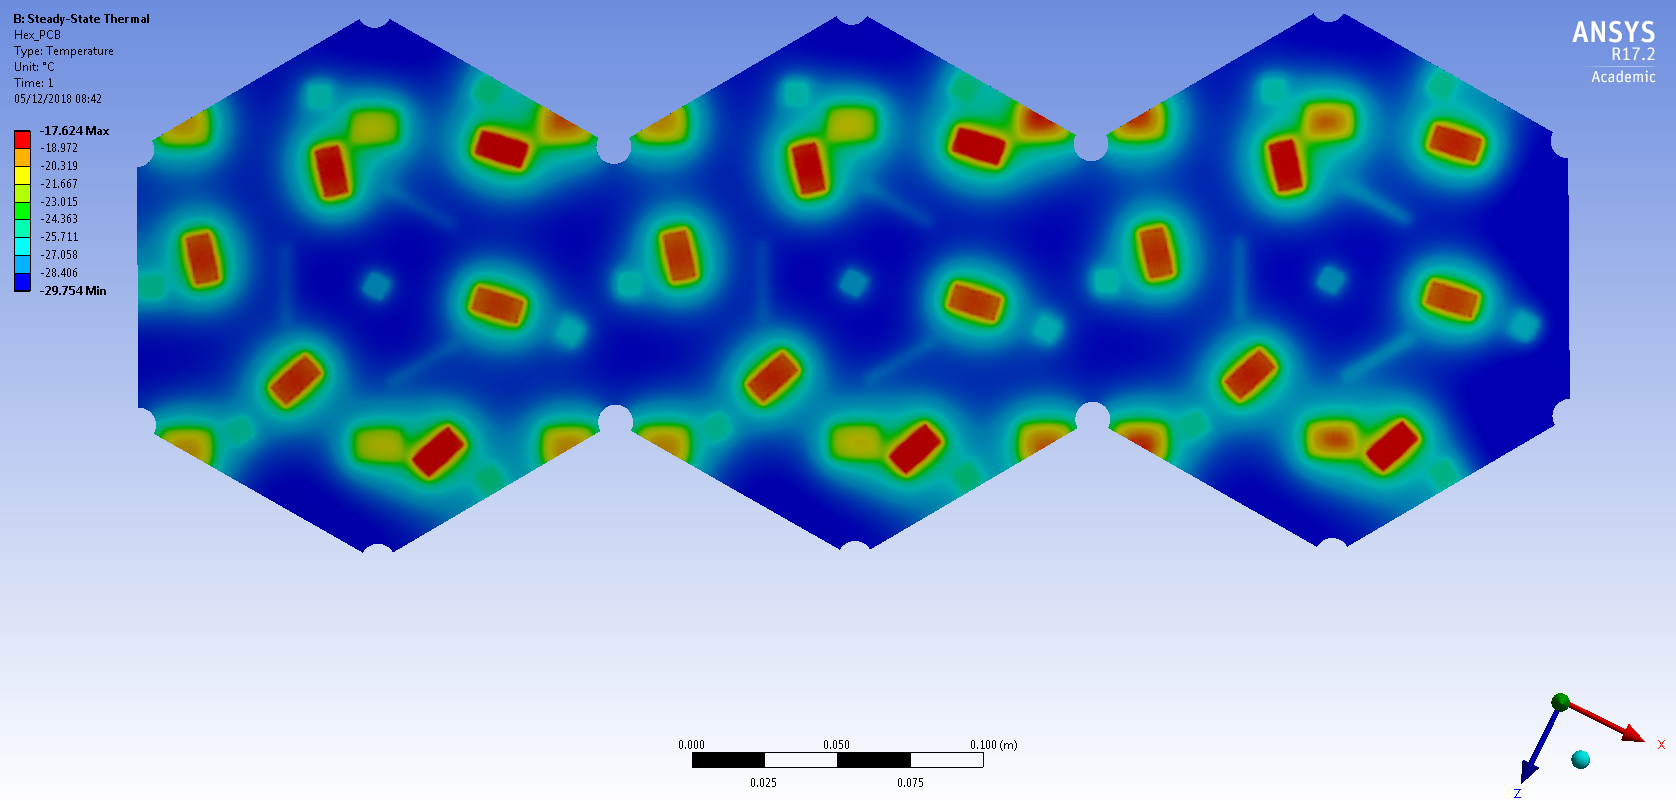 B: Steady-State Thermal
Hex_PCB
Type: Temperature
Unit: °C
Time: 1
05/12/2018 08:42
-17.624 Max
-18.972
-20.319
-21.667
-23.015
-24.363
-25.711
-27.058
-28.406
-29.754 Min
ANSYS
R17.2
Academic
0.000 0.050 0.100 (m)
0.025 0.075
X
Z